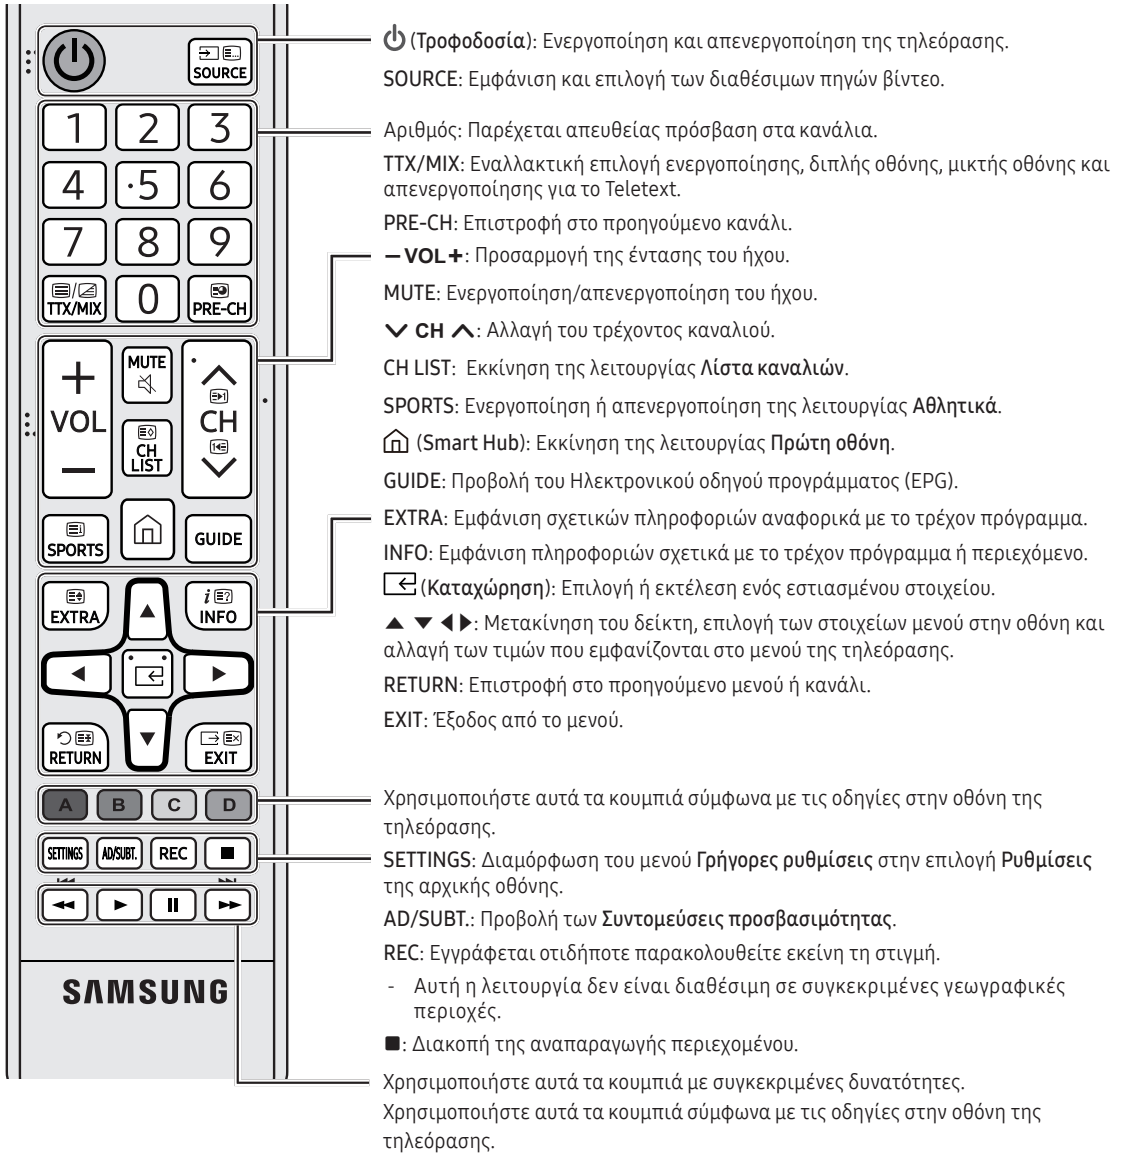 SOURCE
1 2 3
4 ·5 6
7 8 9
TTX/MIX 0 PRE-CH
+ VOL –
MUTE
CH LIST
CH
SPORTS
GUIDE
EXTRA
INFO
RETURN
EXIT
A B C D
SETTINGS AD/SUBT. REC
SAMSUNG
(Τροφοδοσία): Ενεργοποίηση και απενεργοποίηση της τηλεόρασης.
SOURCE: Εμφάνιση και επιλογή των διαθέσιμων πηγών βίντεο.
Αριθμός: Παρέχεται απευθείας πρόσβαση στα κανάλια.
TTX/MIX: Εναλλακτική επιλογή ενεργοποίησης, διπλής οθόνης, μικτής οθόνης και
απενεργοποίησης για το Teletext.
PRE-CH: Επιστροφή στο προηγούμενο κανάλι.
– VOL +: Προσαρμογή της έντασης του ήχου.
MUTE: Ενεργοποίηση/απενεργοποίηση του ήχου.
CH : Αλλαγή του τρέχοντος καναλιού.
CH LIST: Εκκίνηση της λειτουργίας Λίστα καναλιών.
SPORTS: Ενεργοποίηση ή απενεργοποίηση της λειτουργίας Αθλητικά.
(Smart Hub): Εκκίνηση της λειτουργίας Πρώτη οθόνη.
GUIDE: Προβολή του Ηλεκτρονικού οδηγού προγράμματος (EPG).
EXTRA: Εμφάνιση σχετικών πληροφοριών αναφορικά με το τρέχον πρόγραμμα.
INFO: Εμφάνιση πληροφοριών σχετικά με το τρέχον πρόγραμμα ή περιεχόμενο.
(Καταχώρηση): Επιλογή ή εκτέλεση ενός εστιασμένου στοιχείου.
▲ ▼ ◀ ▶: Μετακίνηση του δείκτη, επιλογή των στοιχείων μενού στην οθόνη και
αλλαγή των τιμών που εμφανίζονται στο μενού της τηλεόρασης.
RETURN: Επιστροφή στο προηγούμενο μενού ή κανάλι.
EXIT: Έξοδος από το μενού.
Χρησιμοποιήστε αυτά τα κουμπιά σύμφωνα με τις οδηγίες στην οθόνη της
τηλεόρασης.
SETTINGS: Διαμόρφωση του μενού Γρήγορες ρυθμίσεις στην επιλογή Ρυθμίσεις
της αρχικής οθόνης.
AD/SUBT.: Προβολή των Συντομεύσεις προσβασιμότητας.
REC: Εγγράφεται οτιδήποτε παρακολουθείτε εκείνη τη στιγμή.
- Αυτή η λειτουργία δεν είναι διαθέσιμη σε συγκεκριμένες γεωγραφικές
περιοχές.
■: Διακοπή της αναπαραγωγής περιεχομένου.
Χρησιμοποιήστε αυτά τα κουμπιά με συγκεκριμένες δυνατότητες.
Χρησιμοποιήστε αυτά τα κουμπιά σύμφωνα με τις οδηγίες στην οθόνη της
τηλεόρασης.